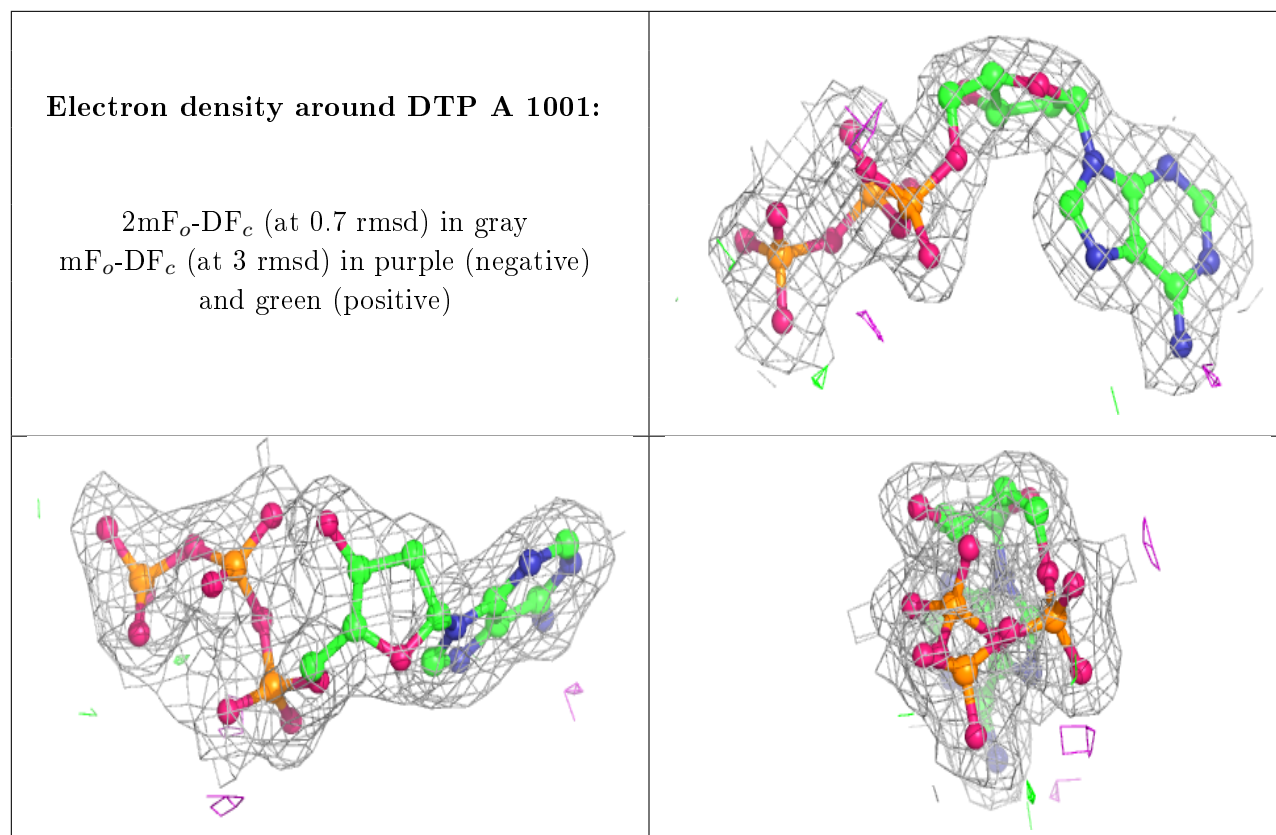 Electron density around DTP A 1001:
2mFₒ-DF𝑐 (at 0.7 rmsd) in gray
mFₒ-DF𝑐 (at 3 rmsd) in purple (negative)
and green (positive)